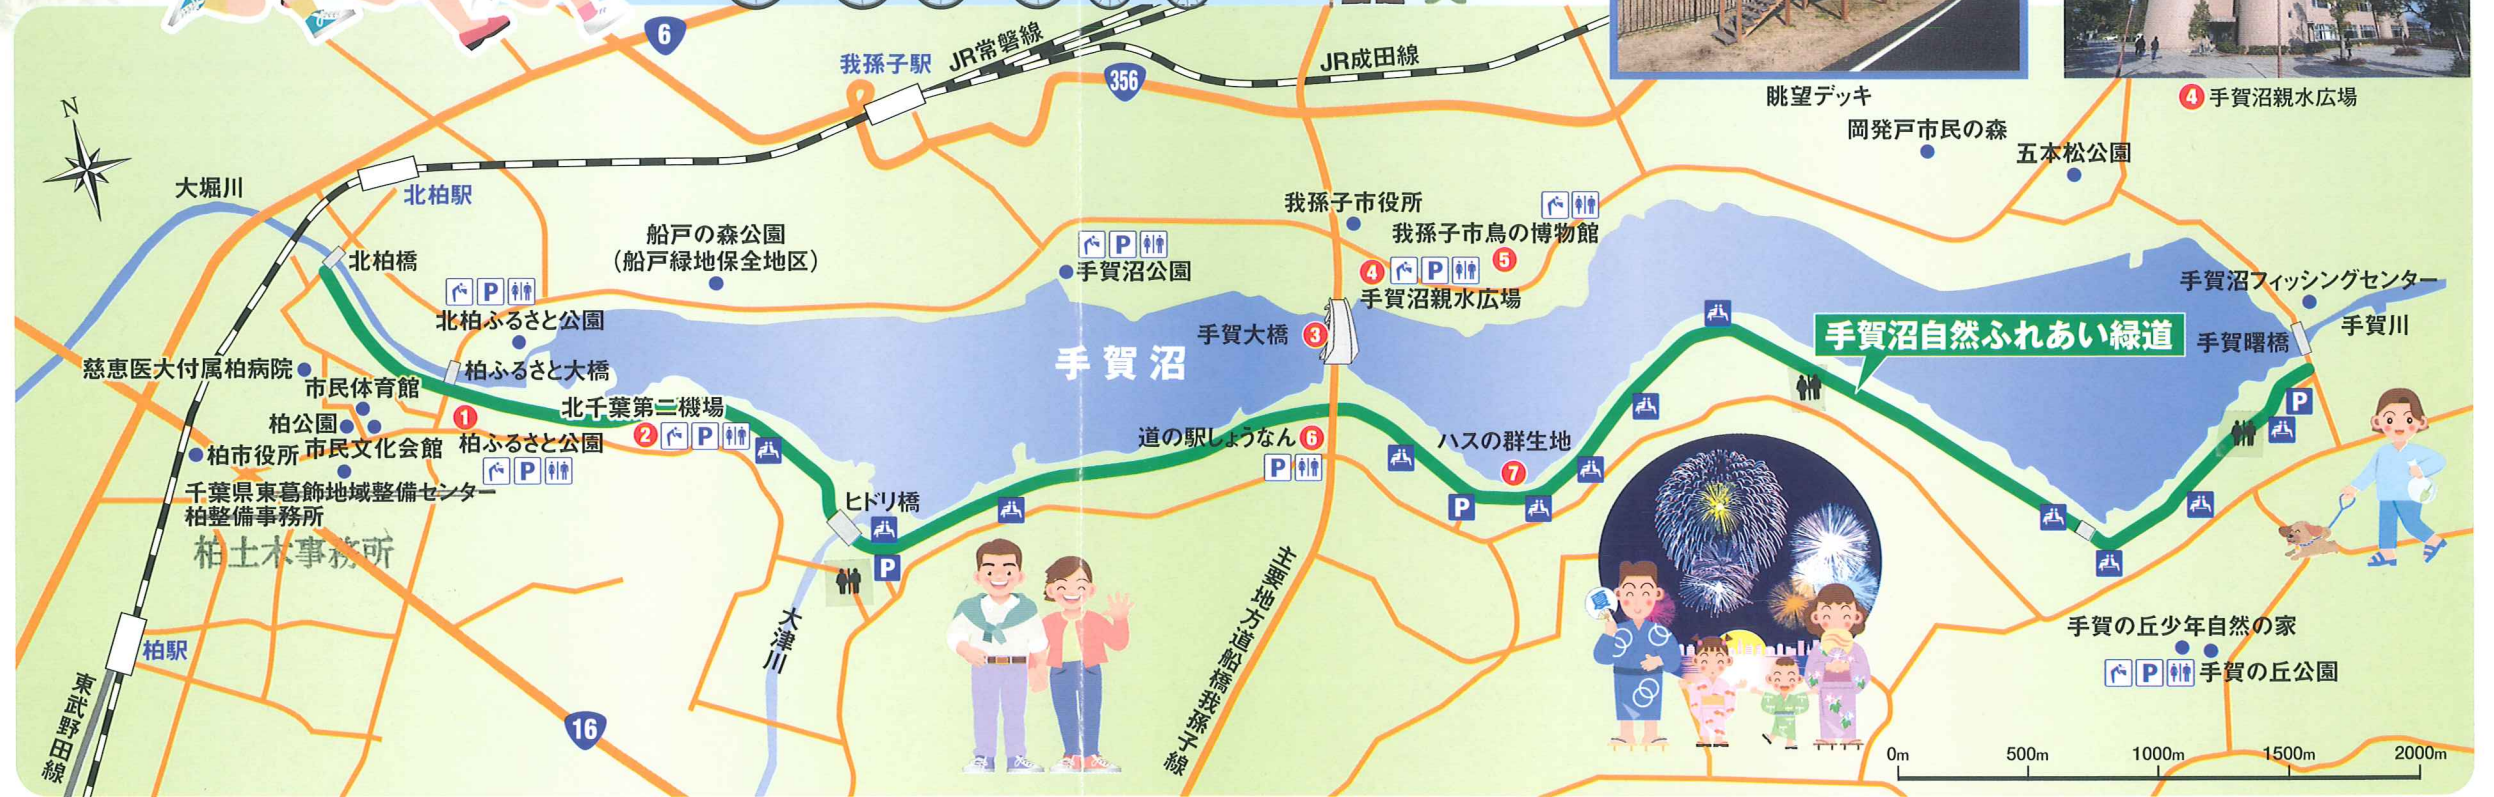 6
我孫子駅
JR常磐線
356
JR成田線
眺望デッキ
4 手賀沼親水広場
N
岡発戸市民の森
五本松公園
大堀川
北柏駅
我孫子市役所
船戸の森公園
(船戸緑地保全地区)
我孫子市鳥の博物館
5
北柏橋
P
手賀沼公園
4 P
手賀沼親水広場
手賀沼フィッシングセンター
P
北柏ふるさと公園
手賀大橋 3
手賀沼
手賀沼自然ふれあい緑道
手賀川
手賀曙橋
慈恵医大付属柏病院
柏ふるさと大橋
市民体育館
北千葉第二機場
P
1
2 P
柏公園
柏ふるさと公園
P
道の駅しょうなん 6
P
ハスの群生地
7
柏市役所
市民文化会館
千葉県東葛飾地域整備センター
柏整備事務所
柏土木事務所
ヒドリ橋
P
P
主要地方道船橋我孫子線
夏
大津川
手賀の丘少年自然の家
P 手賀の丘公園
柏駅
東武野田線
16
0m 500m 1000m 1500m 2000m